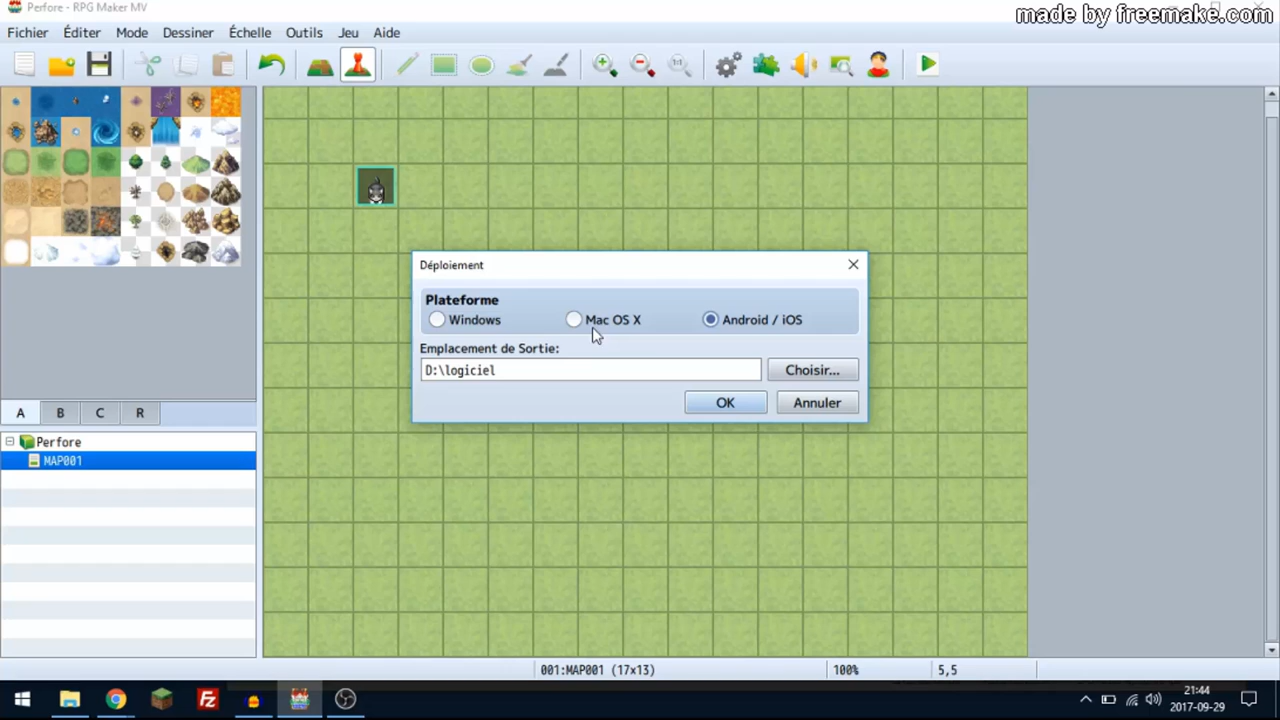 Perfore - RPG Maker MV
made by freemake.com
Fichier Éditer Mode Dessiner Échelle Outils Jeu Aide
1:1
Déploiement
Plateforme
Windows Mac OS X Android / iOS
Emplacement de Sortie:
D:\logiciel Choisir...
OK Annuler
A B C R
Perfore
MAP001
001:MAP001 (17x13) 100% 5,5
21:44
2017-09-29